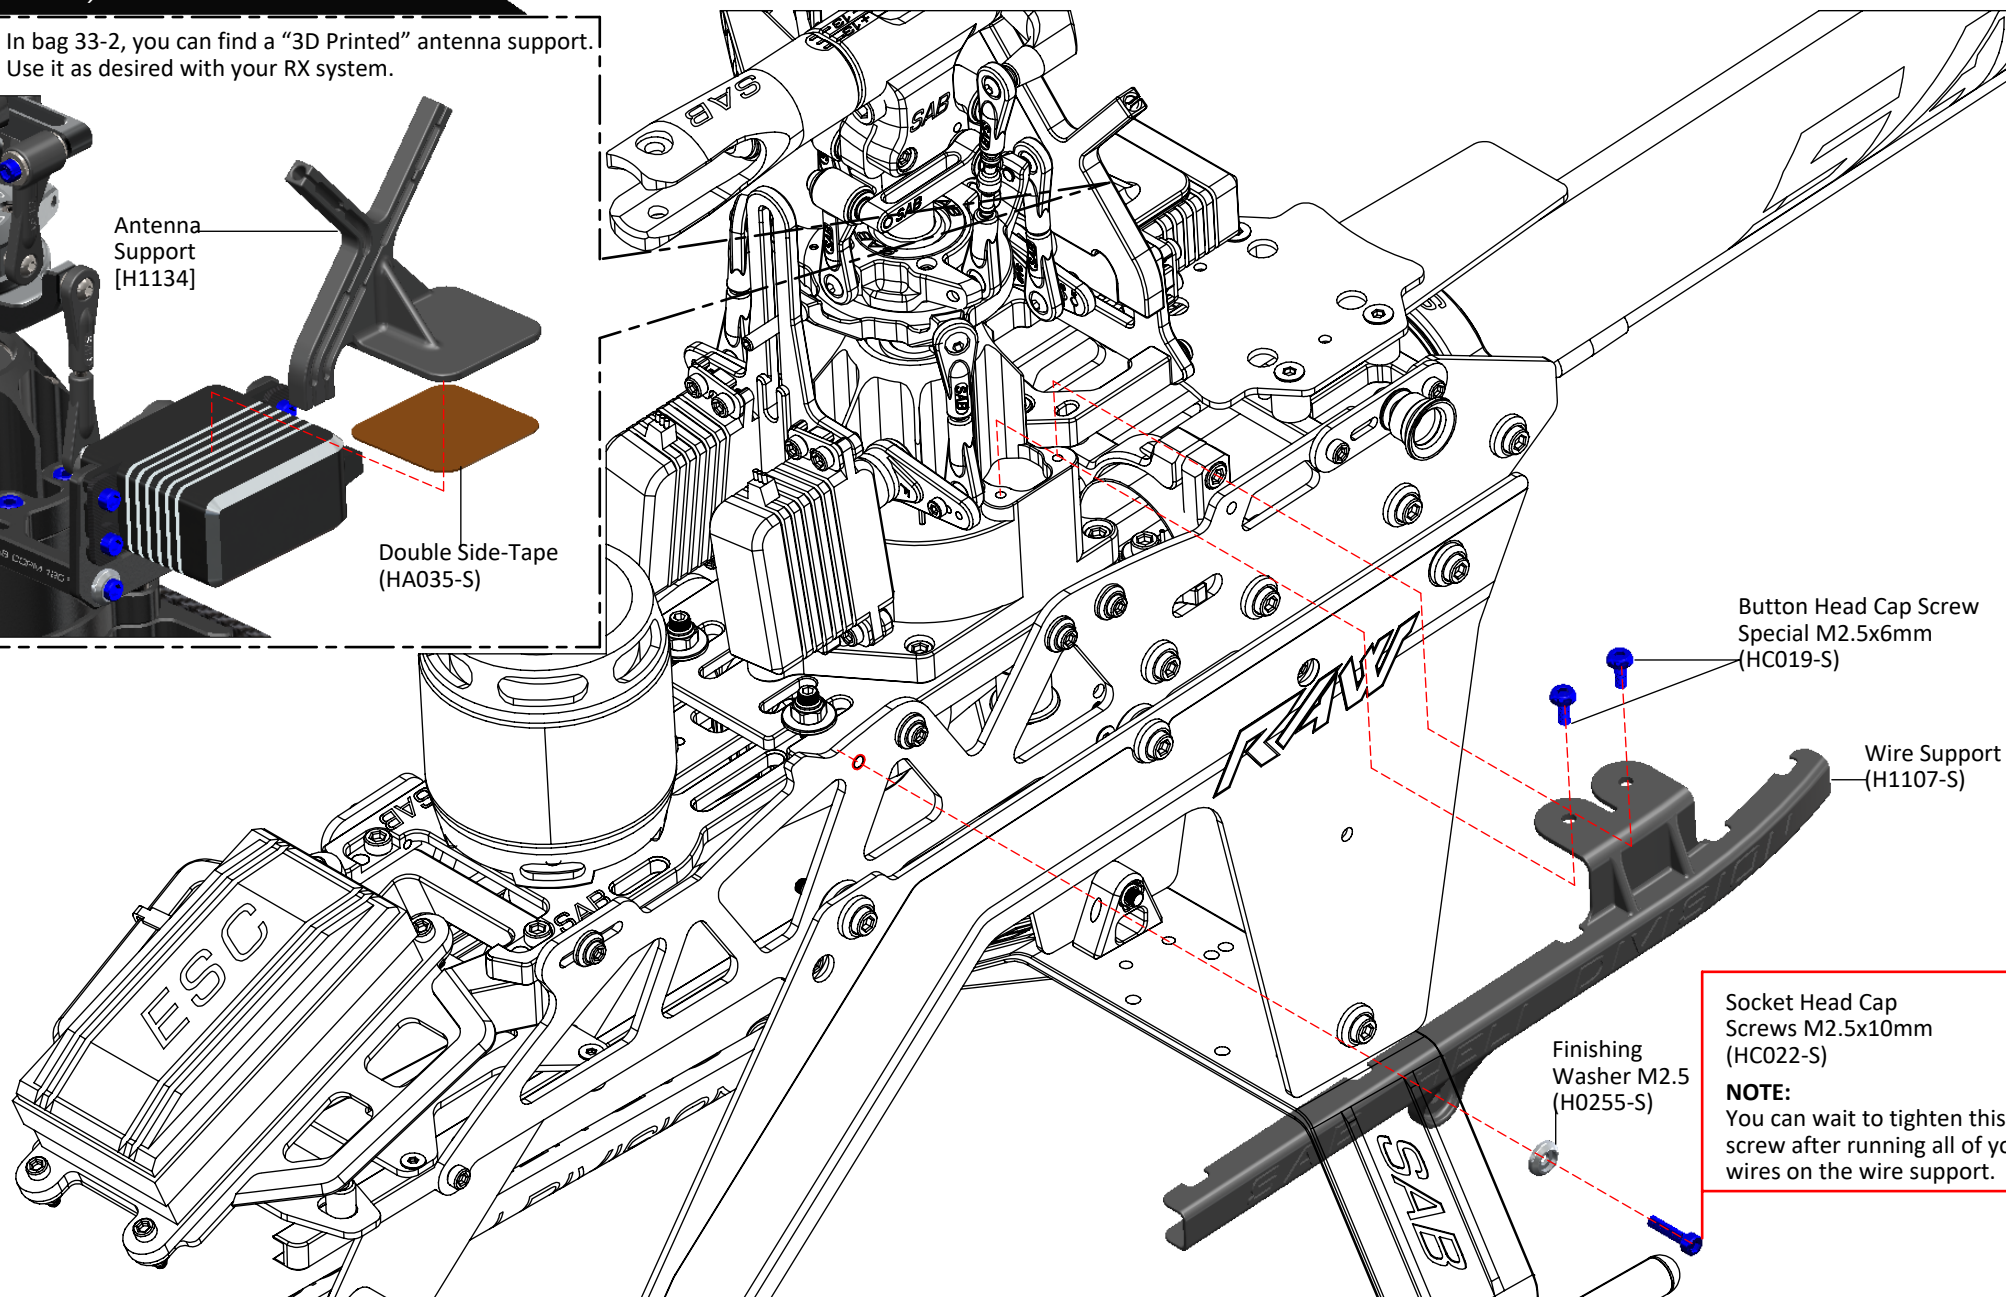 In bag 33-2, you can find a “3D Printed” antenna support.
Use it as desired with your RX system.
Antenna
Support
[H1134]
Double Side-Tape
(HA035-S)
Button Head Cap Screw
Special M2.5x6mm
(HC019-S)
Wire Support
(H1107-S)
Finishing
Washer M2.5
(H0255-S)
Socket Head Cap
Screws M2.5x10mm
(HC022-S)
NOTE:
You can wait to tighten this
screw after running all of yo
wires on the wire support.
SAB
SAB
SAB
SAB
RAW
SAB
SAB
ESC
DIVISION
SAB